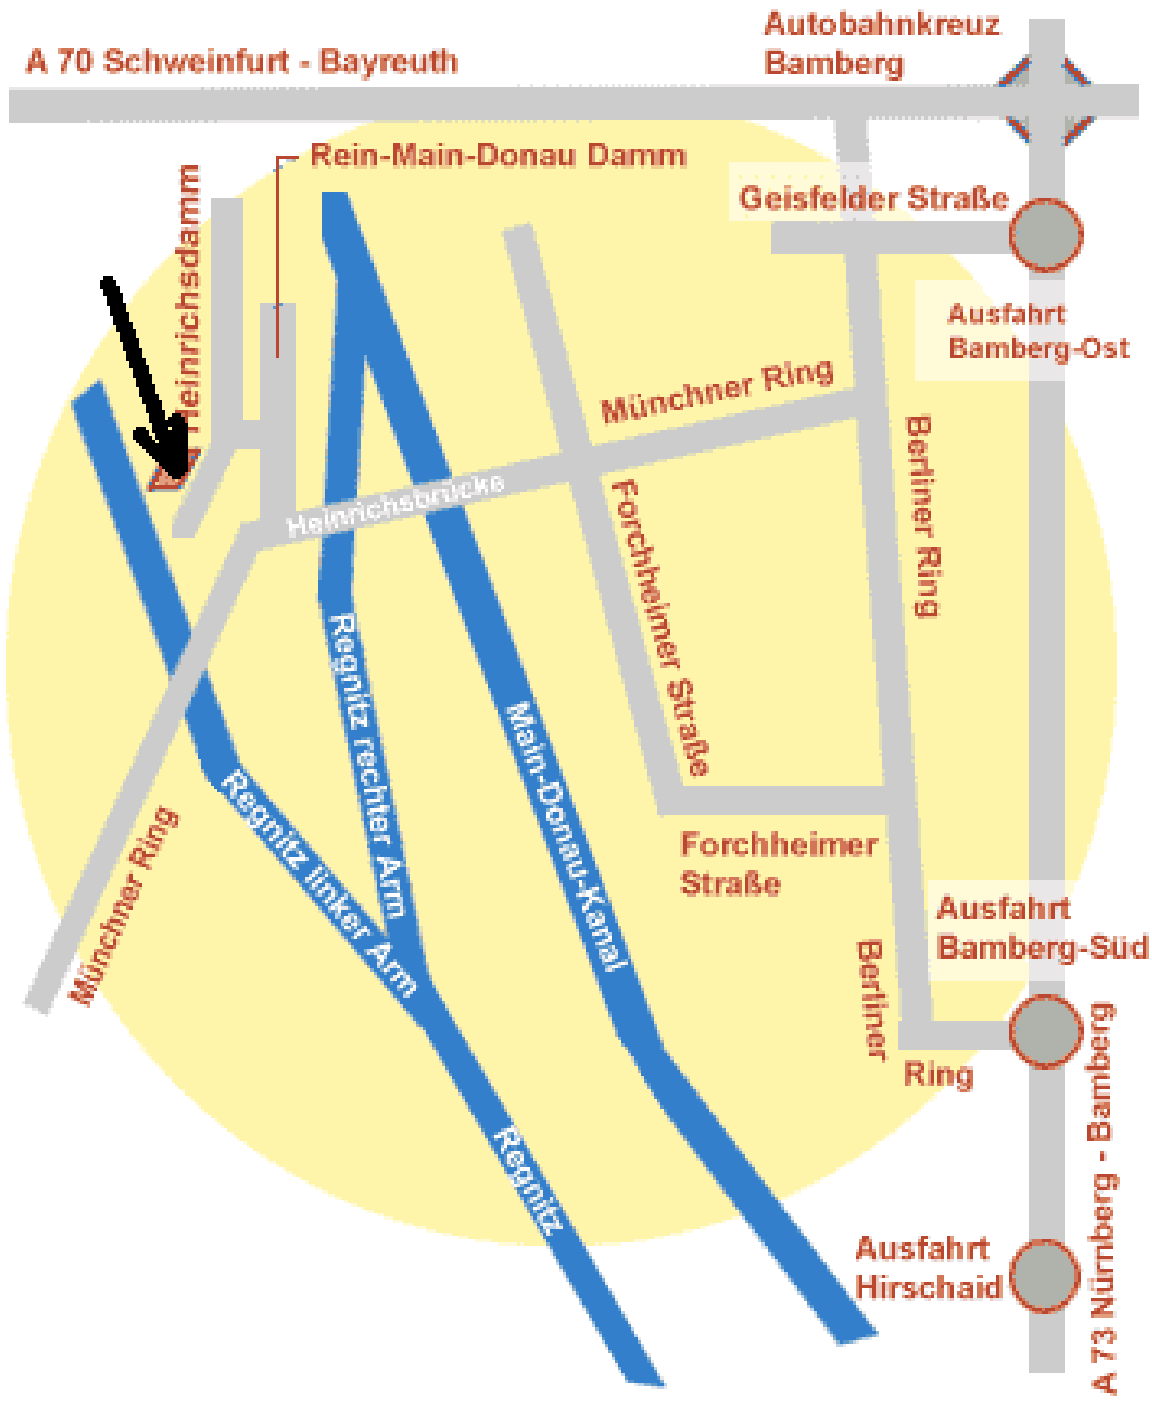 Autobahnkreuz
Bamberg
A 70 Schweinfurt - Bayreuth
Rein-Main-Donau Damm
Heinrichsdamm
Geisfelder Straße
Ausfahrt
Bamberg-Ost
Münchner Ring
Heinrichsbrücke
Berliner Ring
Forchheimer Straße
Regnitz rechter Arm
Main-Donau-Kanal
Regnitz linker Arm
Münchner Ring
Forchheimer
Straße
Ausfahrt
Bamberg-Süd
Berliner
Ring
A 73 Nürnberg - Bamberg
Regnitz
Ausfahrt
Hirschaid